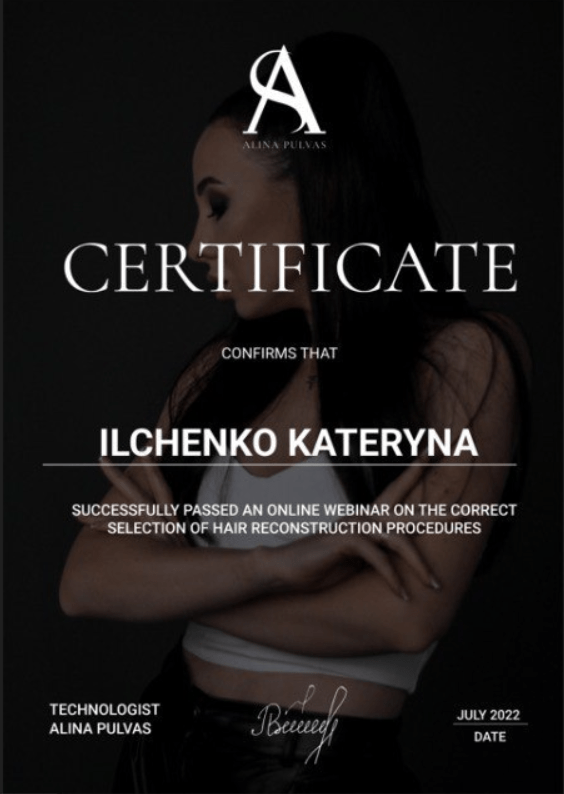 ALINA PULVAS
CERTIFICATE
CONFIRMS THAT
ILCHENKO KATERYNA
SUCCESSFULLY PASSED AN ONLINE WEBINAR ON THE CORRECT
SELECTION OF HAIR RECONSTRUCTION PROCEDURES
TECHNOLOGIST
ALINA PULVAS
JULY 2022
DATE